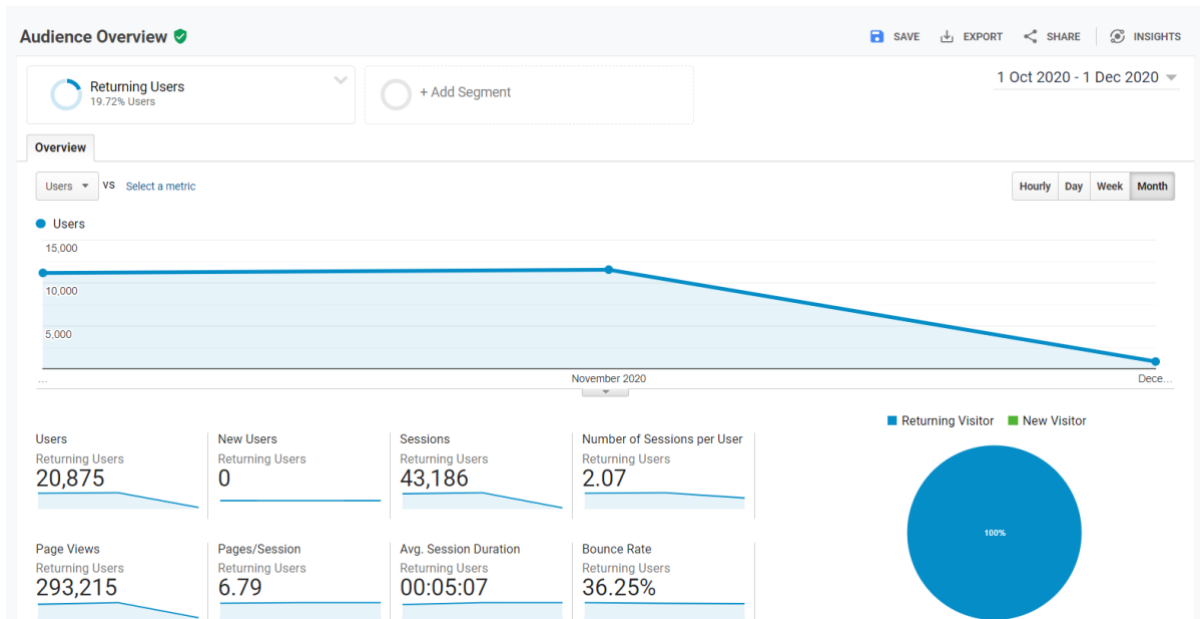 Audience Overview
SAVE EXPORT SHARE INSIGHTS
Returning Users
19.72% Users
+ Add Segment
1 Oct 2020 - 1 Dec 2020
Overview
Users VS Select a metric
Hourly Day Week Month
Users
15,000
10,000
5,000
... November 2020 Dece...
Returning Visitor New Visitor
100%
Users
Returning Users
20,875
New Users
Returning Users
0
Sessions
Returning Users
43,186
Number of Sessions per User
Returning Users
2.07
Page Views
Returning Users
293,215
Pages/Session
Returning Users
6.79
Avg. Session Duration
Returning Users
00:05:07
Bounce Rate
Returning Users
36.25%